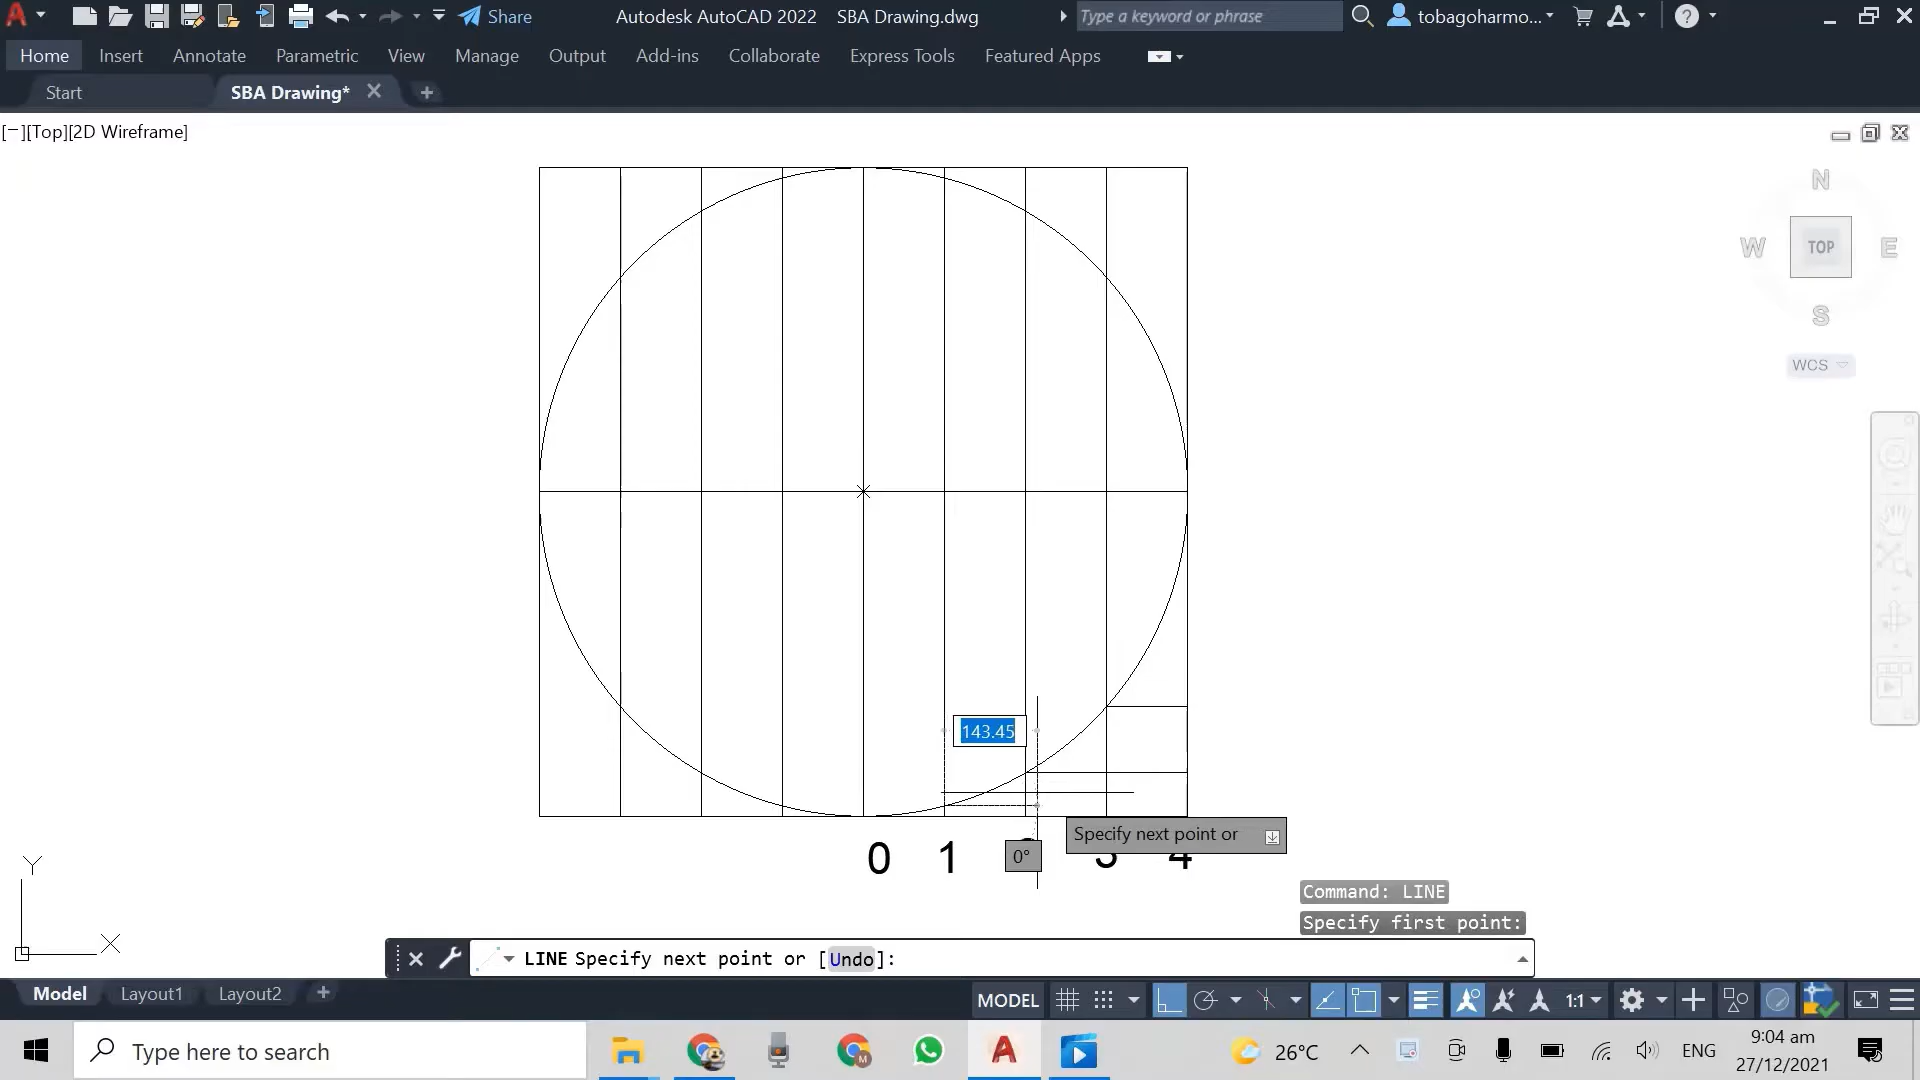 Share Autodesk AutoCAD 2022 SBA Drawing.dwg Type a keyword or phrase tobagoharmo...
Home Insert Annotate Parametric View Manage Output Add-ins Collaborate Express Tools Featured Apps
Start SBA Drawing*
[−][Top][2D Wireframe]
N
W TOP E
S
WCS
143.45
Specify next point or
0 1 3 4
0°
Y
X
Command: LINE
Specify first point:
LINE Specify next point or [Undo]:
Model Layout1 Layout2 MODEL 1:1
Type here to search 26°C ENG 9:04 am
27/12/2021